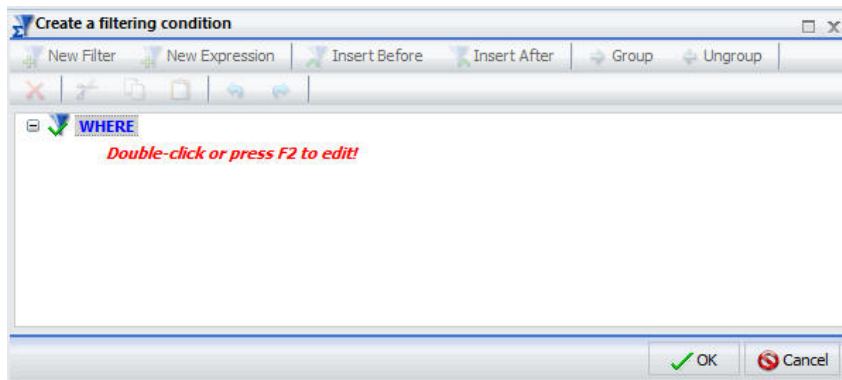 Create a filtering condition
New Filter New Expression Insert Before Insert After Group Ungroup
WHERE
Double-click or press F2 to edit!
OK Cancel